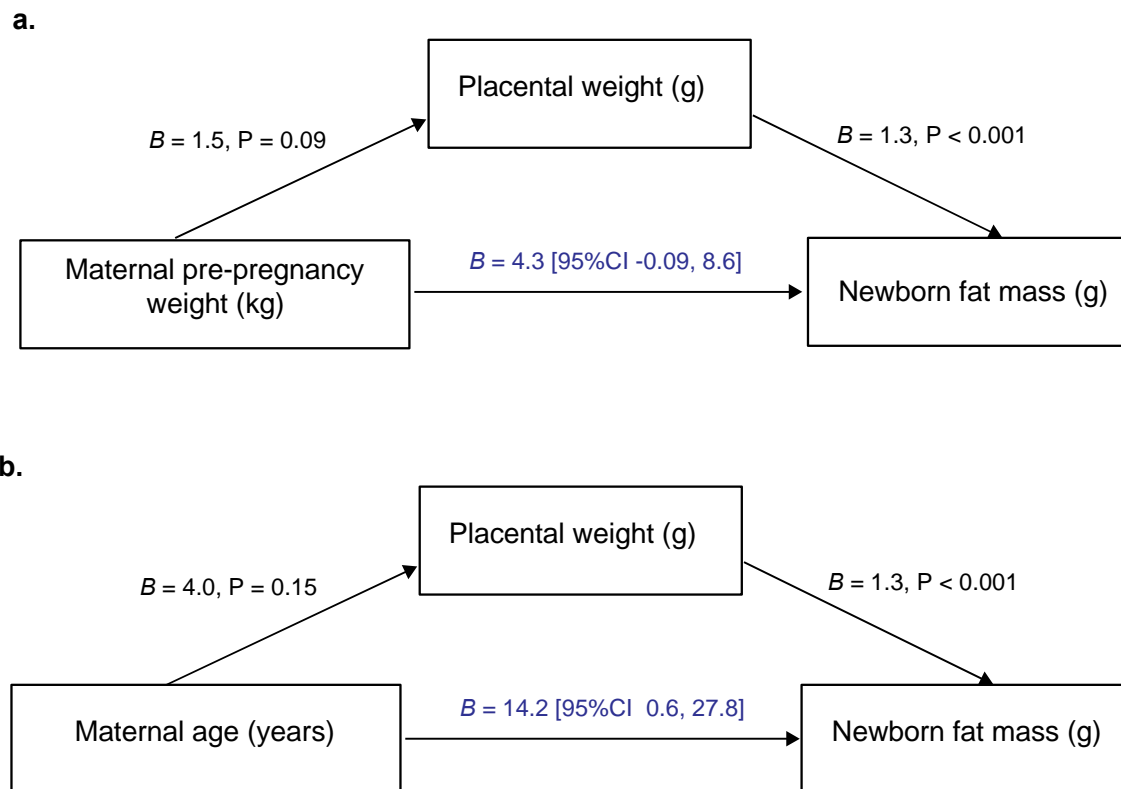 a.
Placental weight (g)
B = 1.5, P = 0.09
B = 1.3, P < 0.001
Maternal pre-pregnancy
weight (kg)
B = 4.3 [95%CI -0.09, 8.6]
Newborn fat mass (g)
b.
Placental weight (g)
B = 4.0, P = 0.15
B = 1.3, P < 0.001
Maternal age (years)
B = 14.2 [95%CI  0.6, 27.8]
Newborn fat mass (g)